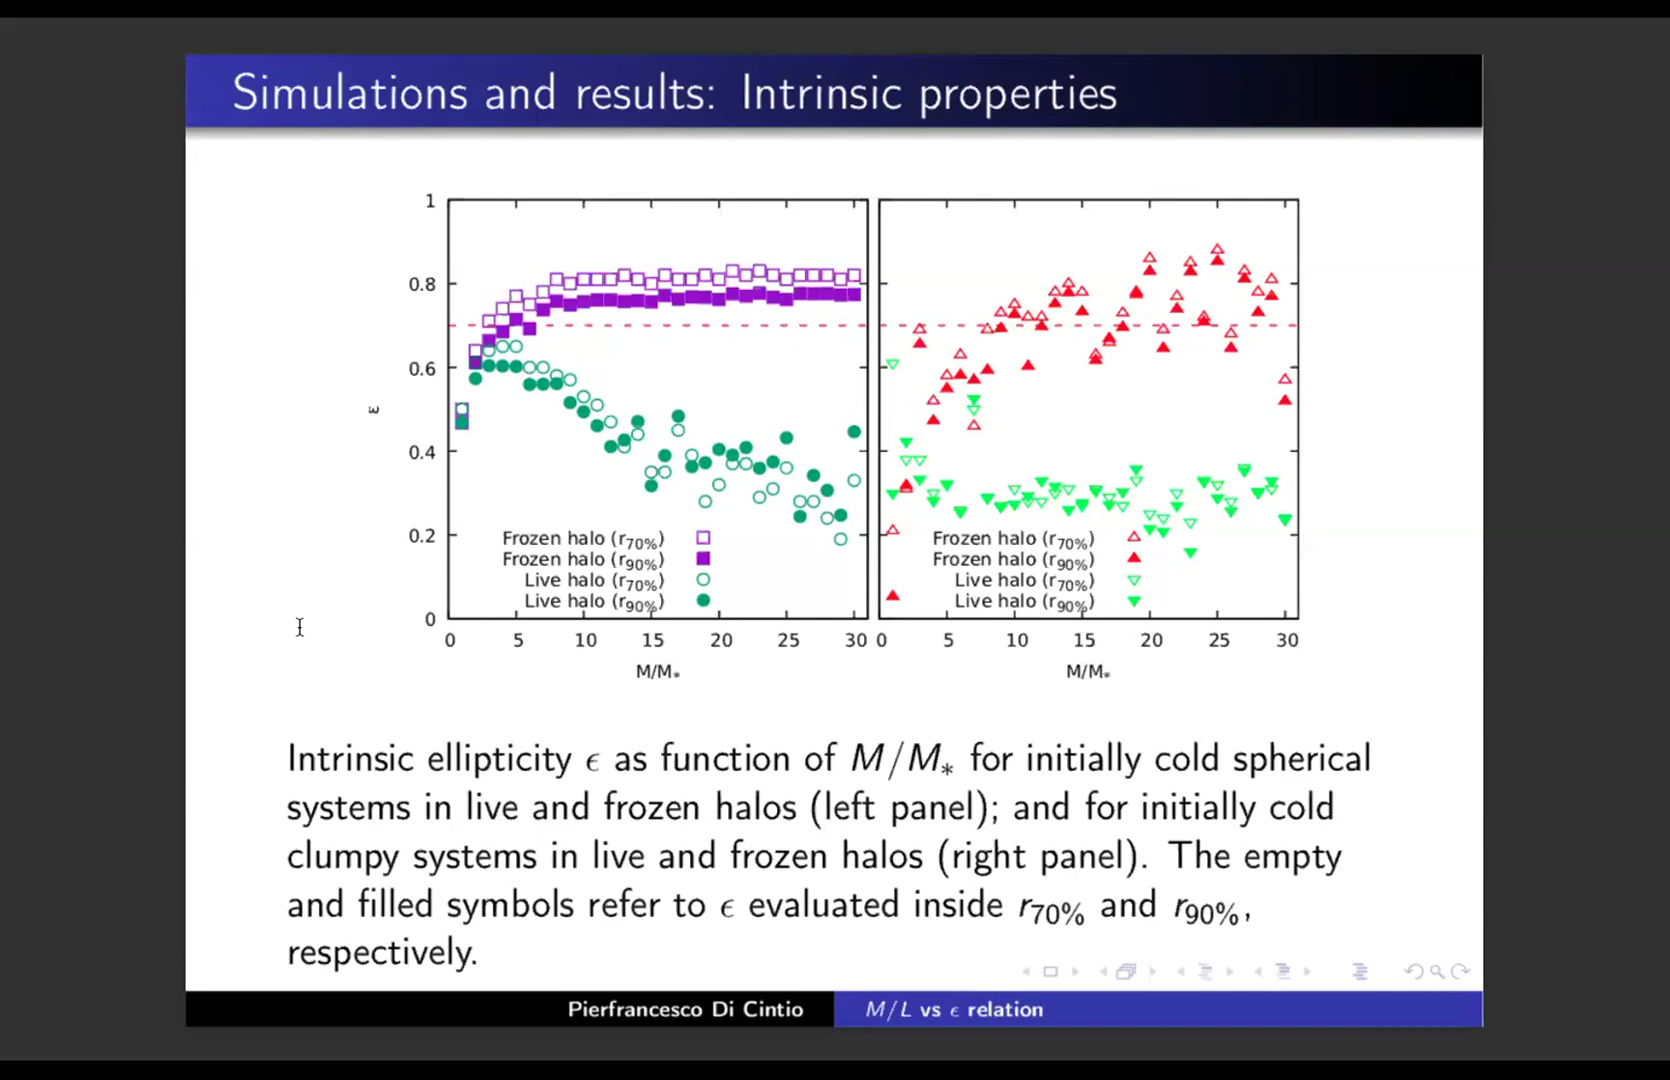 Simulations and results: Intrinsic properties
1
0.8
0.6
0.4
0.2
0
ε
Frozen halo (r70%)
Frozen halo (r90%)
Live halo (r70%)
Live halo (r90%)
0 5 10 15 20 25 30
M/M*
Frozen halo (r70%)
Frozen halo (r90%)
Live halo (r70%)
Live halo (r90%)
0 5 10 15 20 25 30
M/M*
Intrinsic ellipticity ϵ as function of M/M* for initially cold spherical
systems in live and frozen halos (left panel); and for initially cold
clumpy systems in live and frozen halos (right panel). The empty
and filled symbols refer to ϵ evaluated inside r70% and r90%,
respectively.
Pierfrancesco Di Cintio
M/L vs ϵ relation